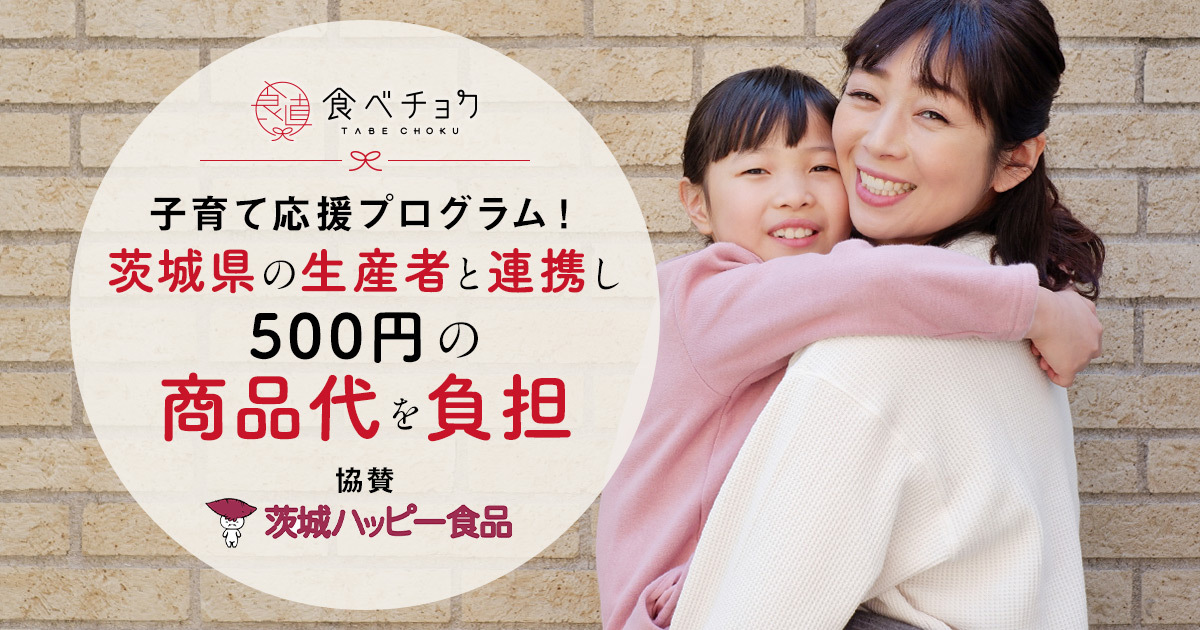 食直
食べチョク
TABE CHOKU
子育て応援プログラム！
茨城県の生産者と連携し
500円の
商品代を負担
協賛
茨城ハッピー食品